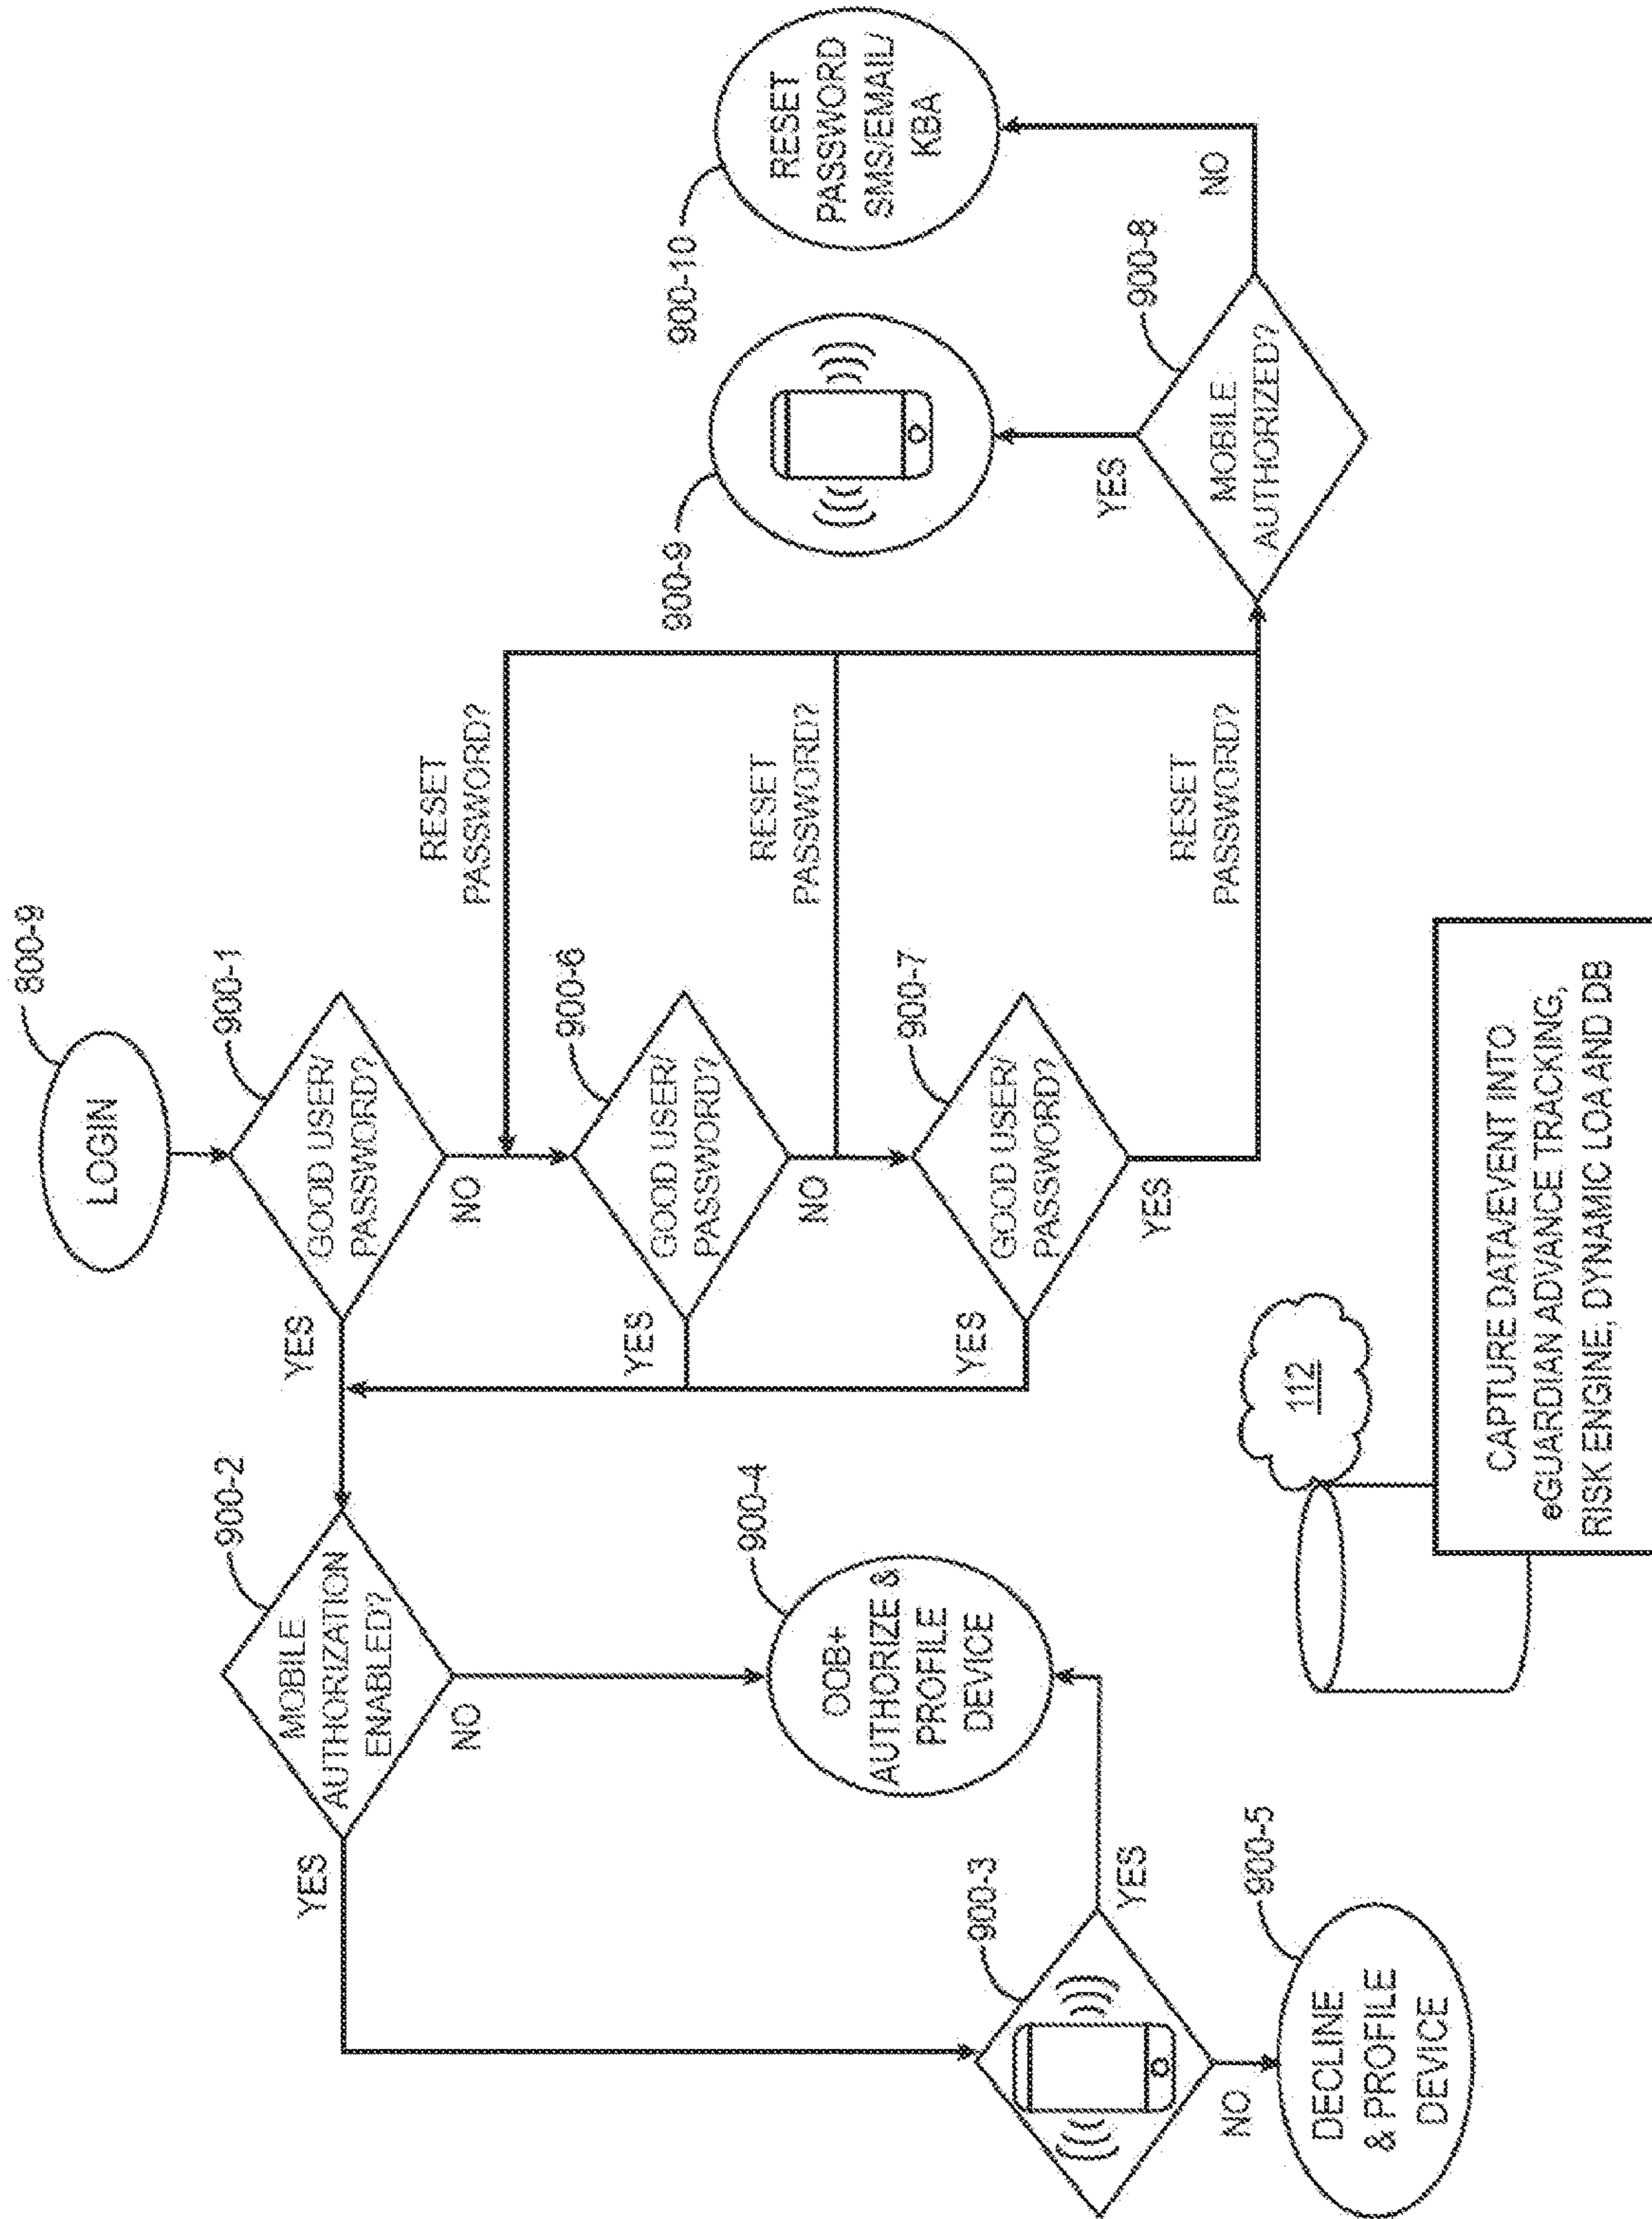 800-9
LOGIN
900-1
GOOD USER/
PASSWORD?
YES
NO
900-2
MOBILE
AUTHORIZATION
ENABLED?
YES
NO
RESET
PASSWORD?
900-6
GOOD USER/
PASSWORD?
YES
NO
RESET
PASSWORD?
900-7
GOOD USER/
PASSWORD?
YES
YES
RESET
PASSWORD?
900-4
OOB+
AUTHORIZE &
PROFILE
DEVICE
900-3
YES
NO
900-5
DECLINE
& PROFILE
DEVICE
900-9
900-10
RESET
PASSWORD
SMS/EMAIL/
KBA
900-8
MOBILE
AUTHORIZED?
YES
NO
112
CAPTURE DATA/EVENT INTO
eGUARDIAN ADVANCE TRACKING,
RISK ENGINE, DYNAMIC LOA AND DB